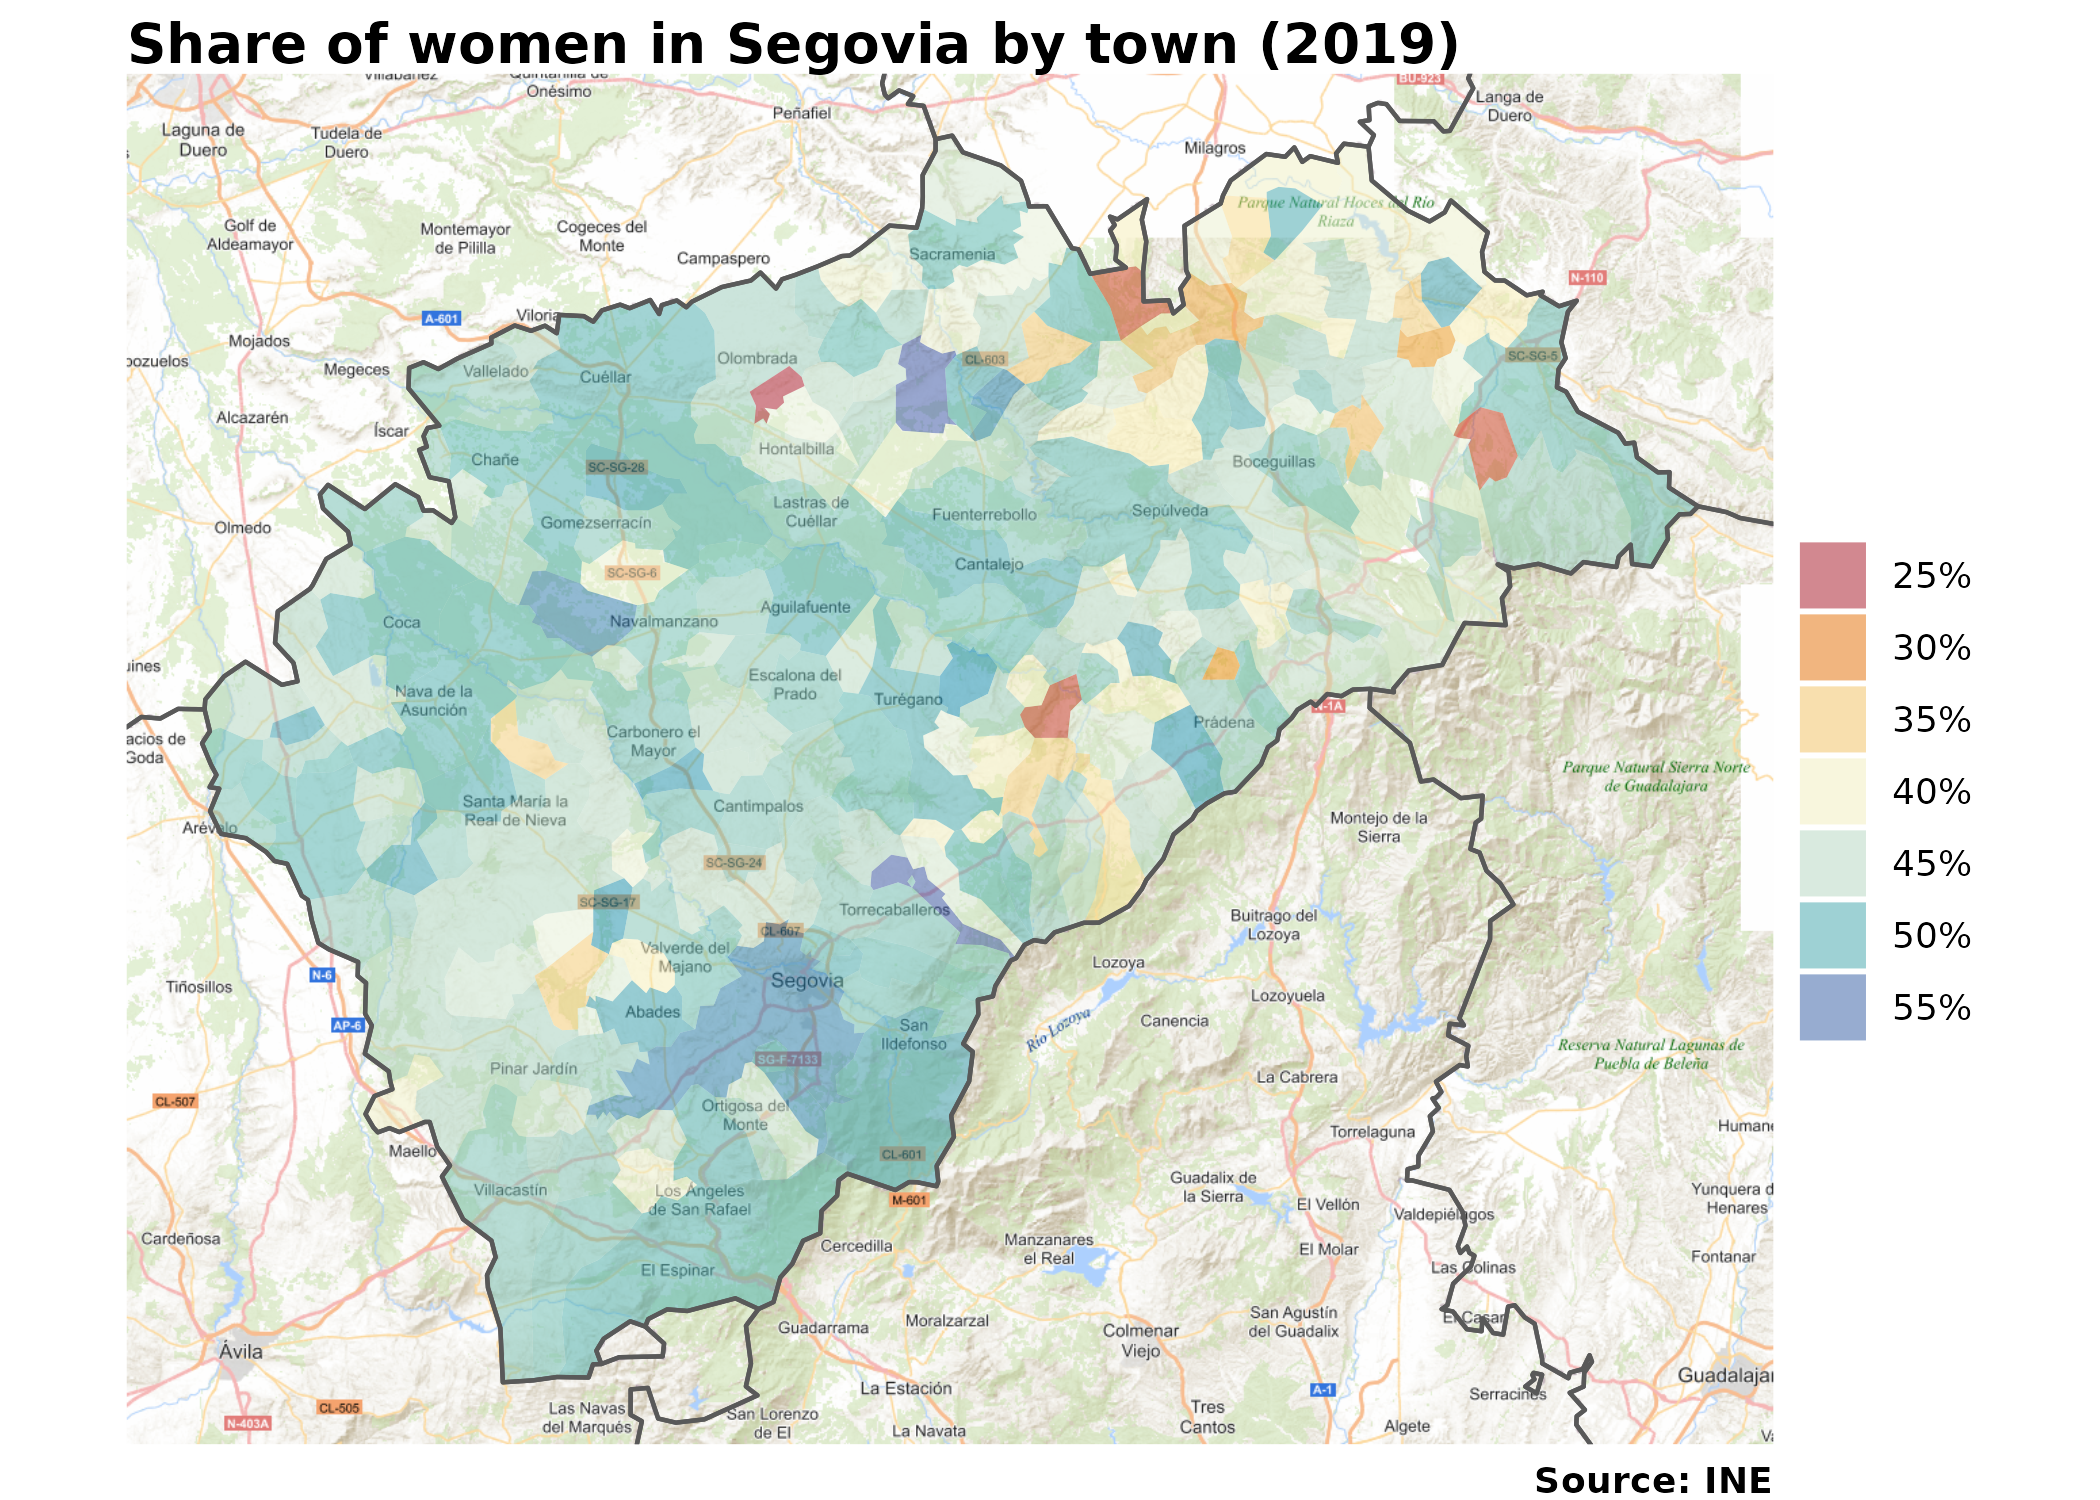 Share of women in Segovia by town (2019)
Villabáñez
Quintanilla de
Onésimo
Peñafiel
BU-923
Langa de
Duero
Laguna de
Duero
Tudela de
Duero
Milagros
Parque Natural Hoces del Río
Riaza
Golf de
Aldeamayor
Montemayor
de Pililla
Cogeces del
Monte
Campaspero
Sacramenia
N-110
A-601
Viloria
Mojados
Megeces
Vallelado
Cuéllar
Olombrada
CL-603
SC-SG-5
Alcazarén
Íscar
Chañe
SC-SG-28
Hontalbilla
Boceguillas
Olmedo
Gomezserracín
Lastras de
Cuéllar
Fuenterrebollo
Sepúlveda
SC-SG-6
Cantalejo
Coca
Navalmanzano
Aguilafuente
Nava de la
Asunción
Escalona del
Prado
Turégano
Carbonero el
Mayor
Prádena
N-1A
acios de
Goda
Santa María la
Real de Nieva
Cantimpalos
Parque Natural Sierra Norte
de Guadalajara
Arévalo
Montejo de la
Sierra
SC-SG-24
SC-SG-17
Torrecaballeros
CL-607
Buitrago del
Lozoya
Valverde del
Majano
Segovia
Lozoya
N-6
Tiñosillos
Abades
Lozoyuela
AP-6
San
Ildefonso
Río Lozoya
Canencia
SG-F-7133
Reserva Natural Lagunas de
Puebla de Beleña
Pinar Jardín
La Cabrera
CL-507
Ortigosa del
Monte
Humane
Maello
CL-601
Torrelaguna
Villacastín
Los Ángeles
de San Rafael
M-601
Guadalix de
la Sierra
El Vellón
Valdepiélagos
Yunquera d
Henares
Cardeñosa
Cercedilla
Manzanares
el Real
El Molar
Fontanar
El Espinar
Las Colinas
Ávila
Guadarrama
Moralzarzal
Colmenar
Viejo
San Agustín
del Guadalix
El Casar
Guadalajar
La Estación
A-1
Serracines
CL-505
N-403A
Las Navas
del Marqués
San Lorenzo
de El
La Navata
Tres
Cantos
Algete
25%
30%
35%
40%
45%
50%
55%
Source: INE